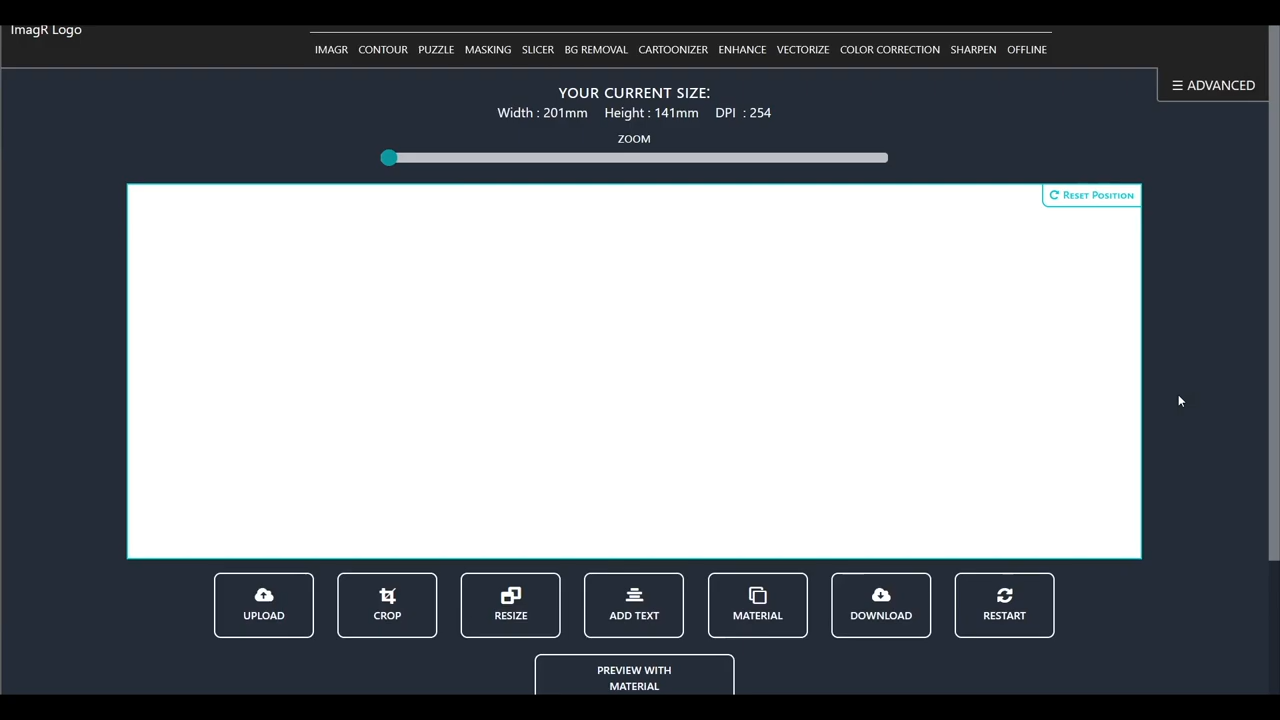 ImagR Logo
IMAGR CONTOUR PUZZLE MASKING SLICER BG REMOVAL CARTOONIZER ENHANCE VECTORIZE COLOR CORRECTION SHARPEN OFFLINE
☰ ADVANCED
YOUR CURRENT SIZE:
Width : 201mm Height : 141mm DPI : 254
ZOOM
Reset Position
UPLOAD CROP RESIZE ADD TEXT MATERIAL DOWNLOAD RESTART
PREVIEW WITH
MATERIAL